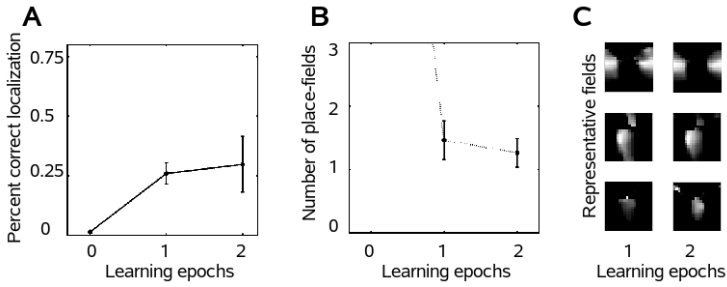 A
B
C
Percent correct localization
0.75
0.5
0.25
0
0
1
2
Learning epochs
Number of place-fields
3
2
1
0
0
1
2
Learning epochs
Representative fields
1
2
Learning epochs